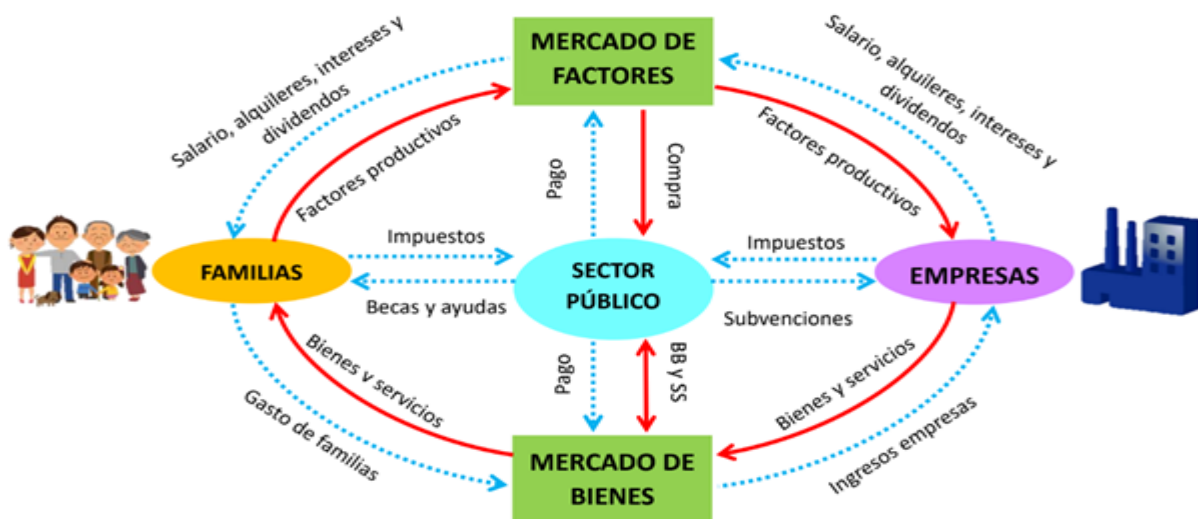 MERCADO DE
FACTORES
Salario, alquileres, intereses y
dividendos
Salario, alquileres, intereses y
dividendos
Factores productivos
Factores productivos
Pago
Compra
Impuestos
Impuestos
FAMILIAS
SECTOR
PÚBLICO
EMPRESAS
Becas y ayudas
Subvenciones
Bienes y servicios
Pago
BB y SS
Bienes y servicios
Gasto de familias
Ingresos empresas
MERCADO DE
BIENES